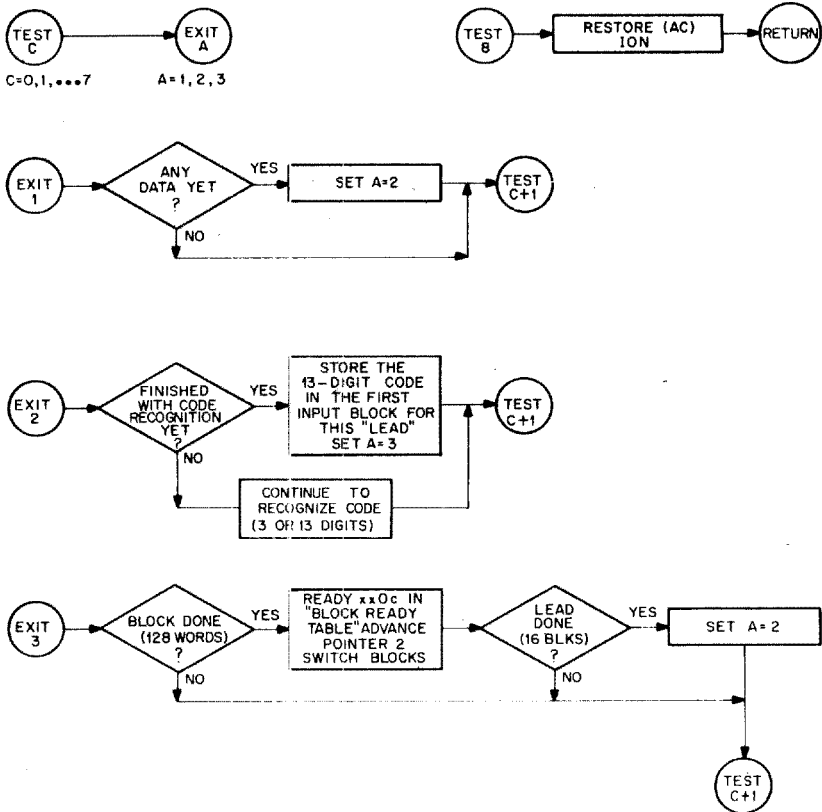 TEST
C
EXIT
A
C=0,1,...7
A=1,2,3
TEST
8
RESTORE (AC)
ION
RETURN
EXIT
1
ANY
DATA YET
?
YES
NO
SET A=2
TEST
C+1
EXIT
2
FINISHED
WITH CODE
RECOGNITION
YET
?
YES
NO
STORE THE
13-DIGIT CODE
IN THE FIRST
INPUT BLOCK FOR
THIS "LEAD"
SET A=3
CONTINUE TO
RECOGNIZE CODE
(3 OR 13 DIGITS)
TEST
C+1
EXIT
3
BLOCK DONE
(128 WORDS)
?
YES
NO
READY xx0c IN
"BLOCK READY
TABLE" ADVANCE
POINTER 2
SWITCH BLOCKS
LEAD
DONE
(16 BLKS)
?
YES
NO
SET A=2
TEST
C+1